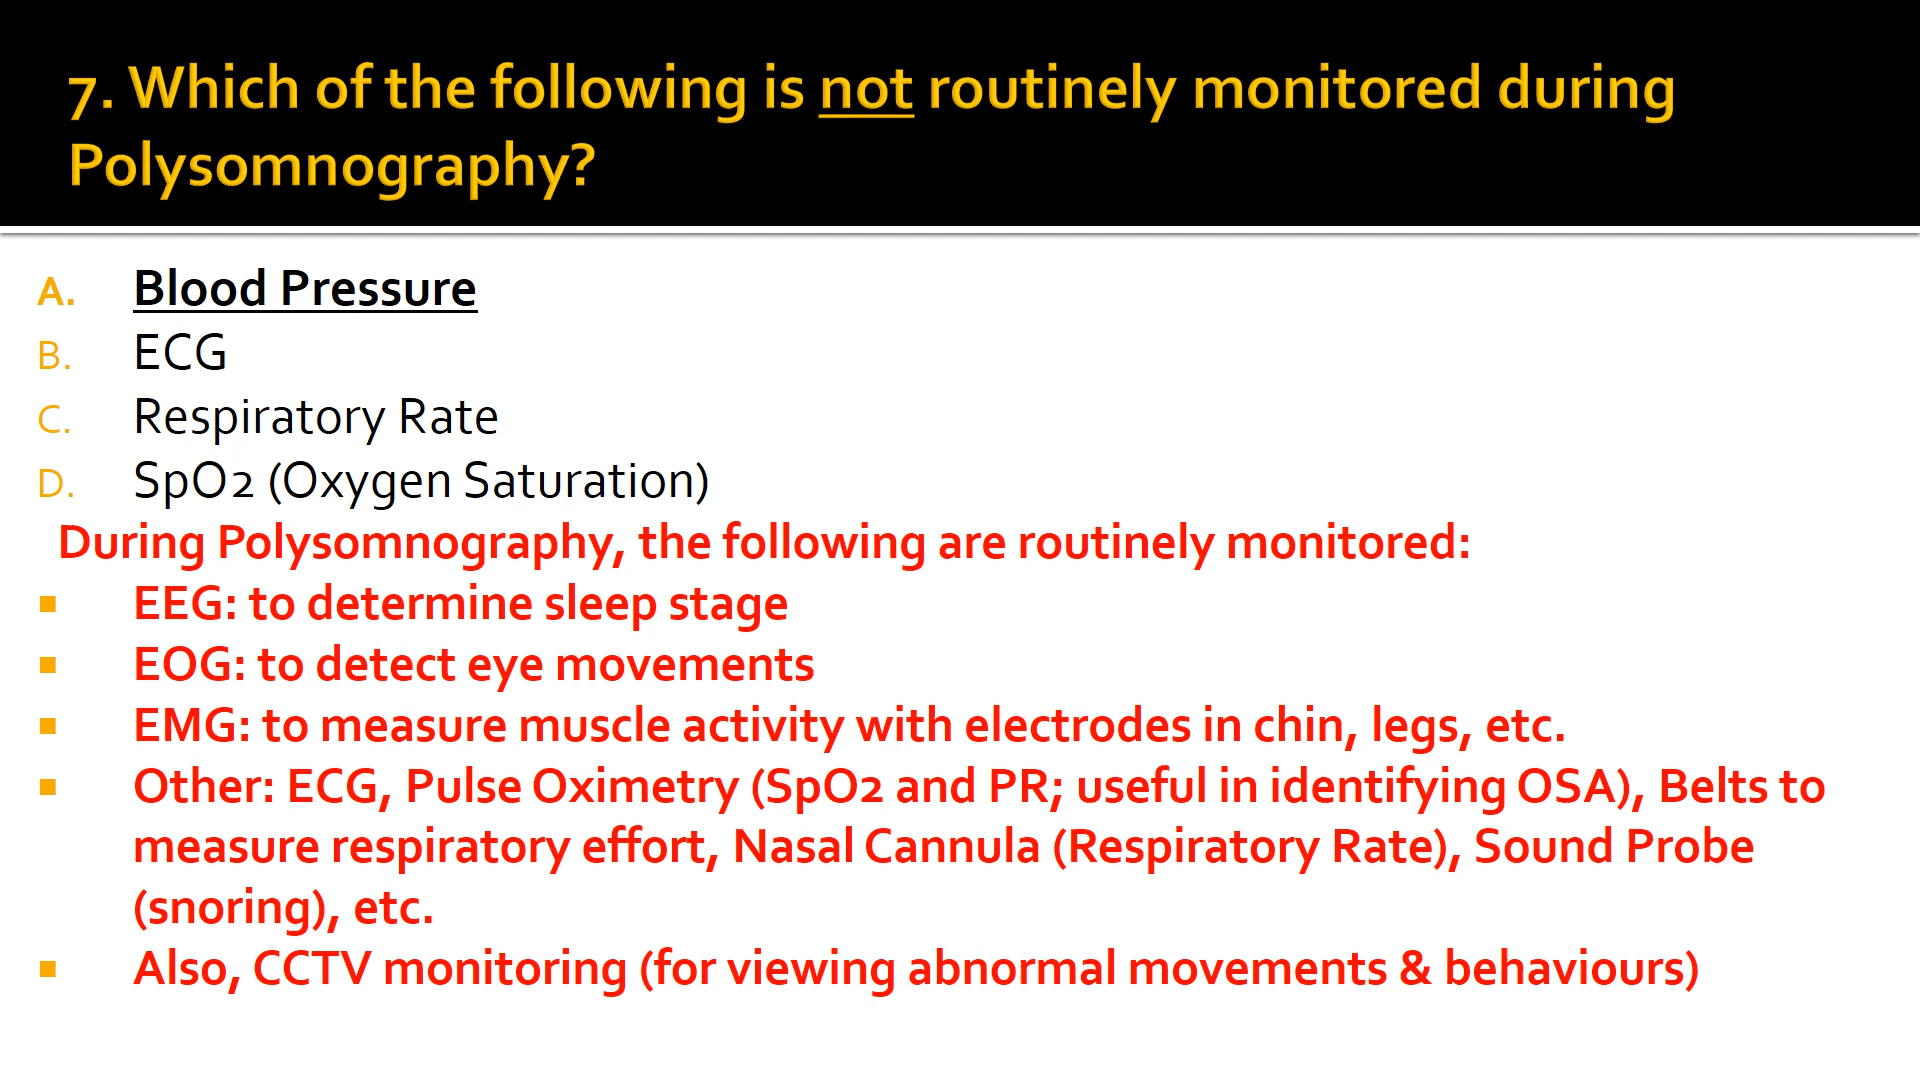 7. Which of the following is not routinely monitored during
Polysomnography?
A. Blood Pressure
B. ECG
C. Respiratory Rate
D. SpO2 (Oxygen Saturation)
During Polysomnography, the following are routinely monitored:
▪ EEG: to determine sleep stage
▪ EOG: to detect eye movements
▪ EMG: to measure muscle activity with electrodes in chin, legs, etc.
▪ Other: ECG, Pulse Oximetry (SpO2 and PR; useful in identifying OSA), Belts to
measure respiratory effort, Nasal Cannula (Respiratory Rate), Sound Probe
(snoring), etc.
▪ Also, CCTV monitoring (for viewing abnormal movements & behaviours)